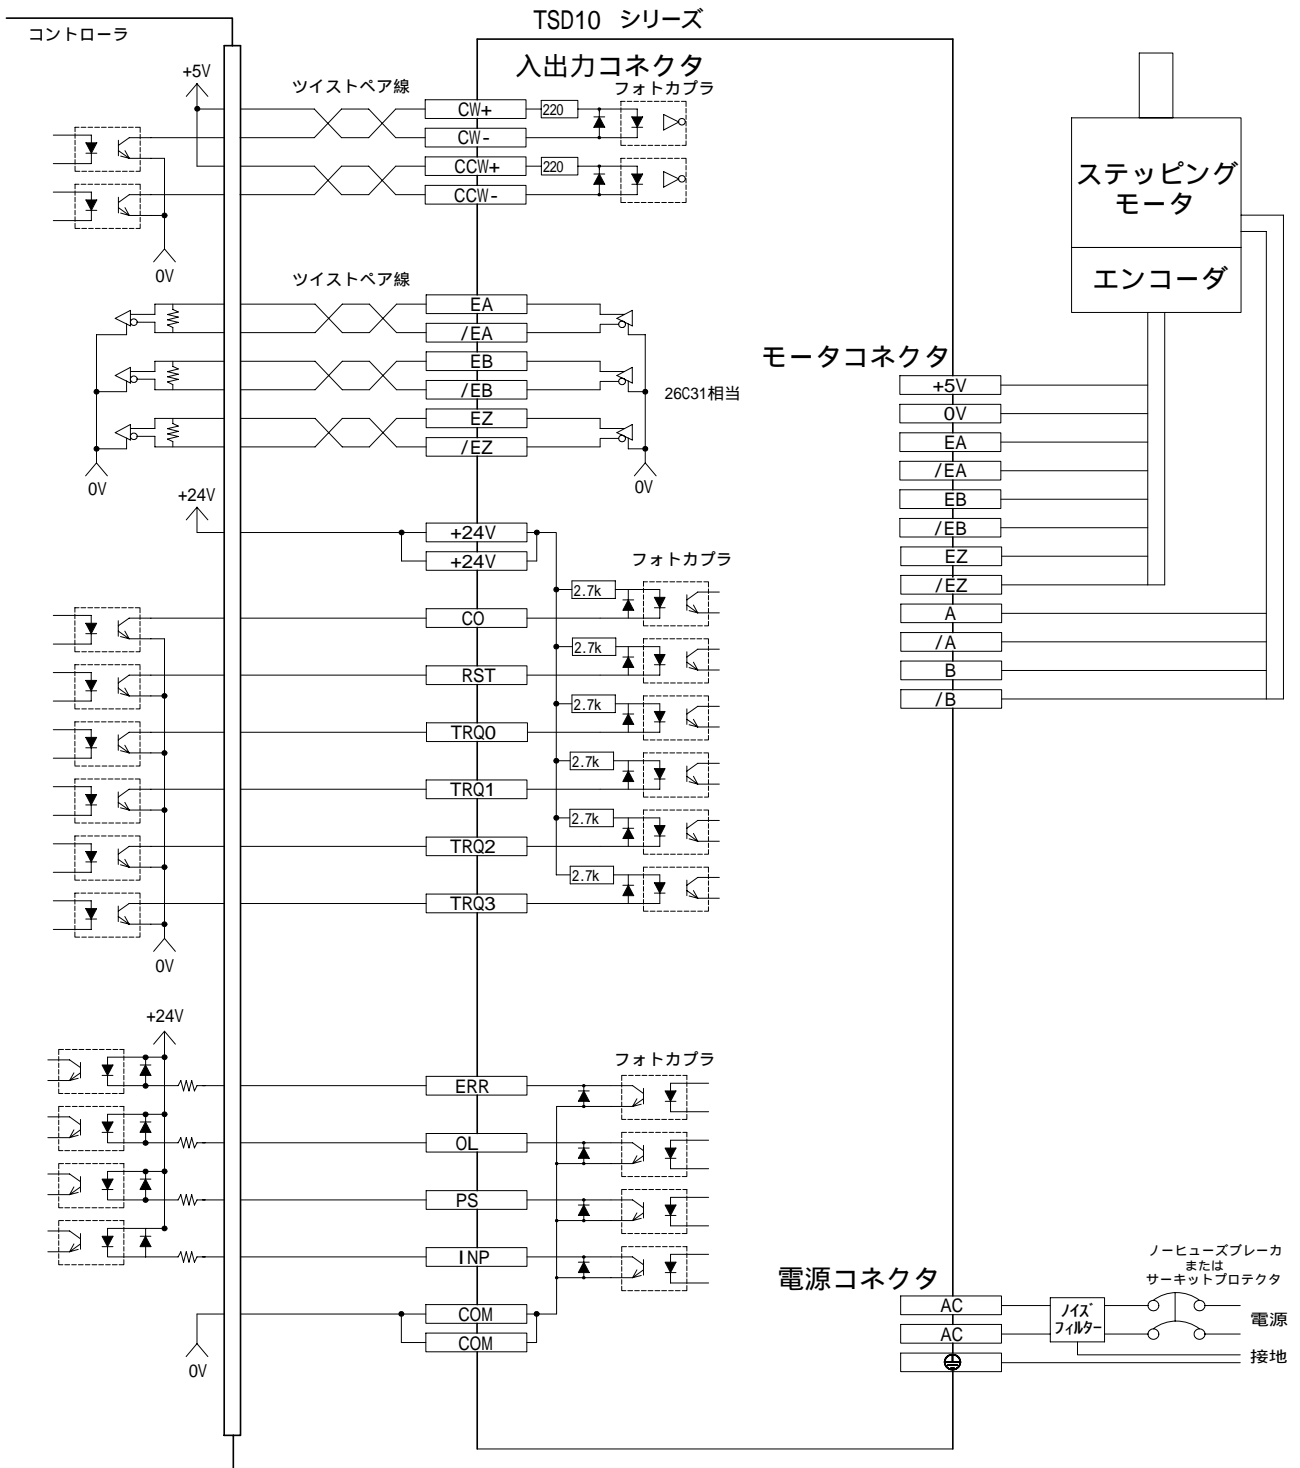 TSD10 シリーズ
コントローラ
入出力コネクタ
+5V
ツイストペア線
フォトカプラ
CW+
220
CW-
CCW+
220
CCW-
0V
ステッピング
モータ
エンコーダ
ツイストペア線
EA
/EA
EB
/EB
EZ
/EZ
26C31相当
0V
0V
モータコネクタ
+5V
0V
EA
/EA
EB
/EB
EZ
/EZ
A
/A
B
/B
+24V
+24V
+24V
フォトカプラ
2.7k
CO
2.7k
RST
2.7k
TRQ0
2.7k
TRQ1
2.7k
TRQ2
2.7k
TRQ3
0V
+24V
フォトカプラ
ERR
OL
PS
INP
COM
COM
0V
電源コネクタ
AC
AC
ノイズ
フィルター
ノーヒューズブレーカ
または
サーキットプロテクタ
電源
接地